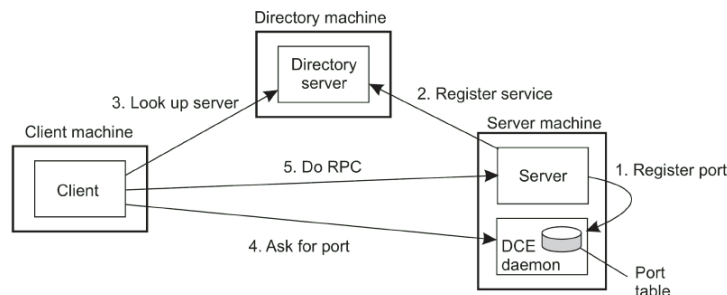 Directory machine
Directory
server
3. Look up server
2. Register service
Client machine
Server machine
5. Do RPC
1. Register port
Client
Server
4. Ask for port
DCE
daemon
Port
table